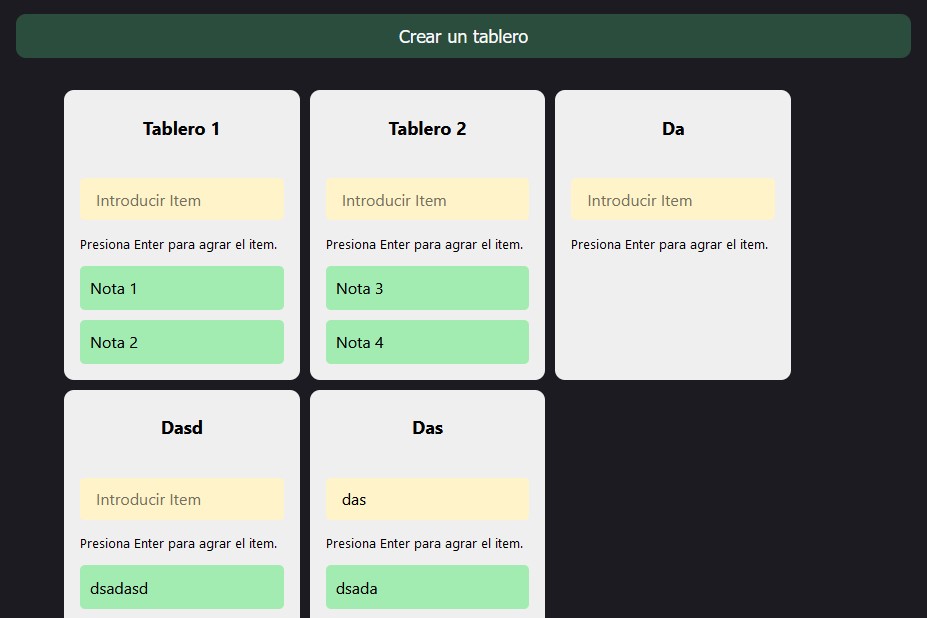 Crear un tablero
Tablero 1
Introducir Item
Presiona Enter para agrar el item.
Nota 1
Nota 2
Tablero 2
Introducir Item
Presiona Enter para agrar el item.
Nota 3
Nota 4
Da
Introducir Item
Presiona Enter para agrar el item.
Dasd
Introducir Item
Presiona Enter para agrar el item.
dsadasd
Das
das
Presiona Enter para agrar el item.
dsada